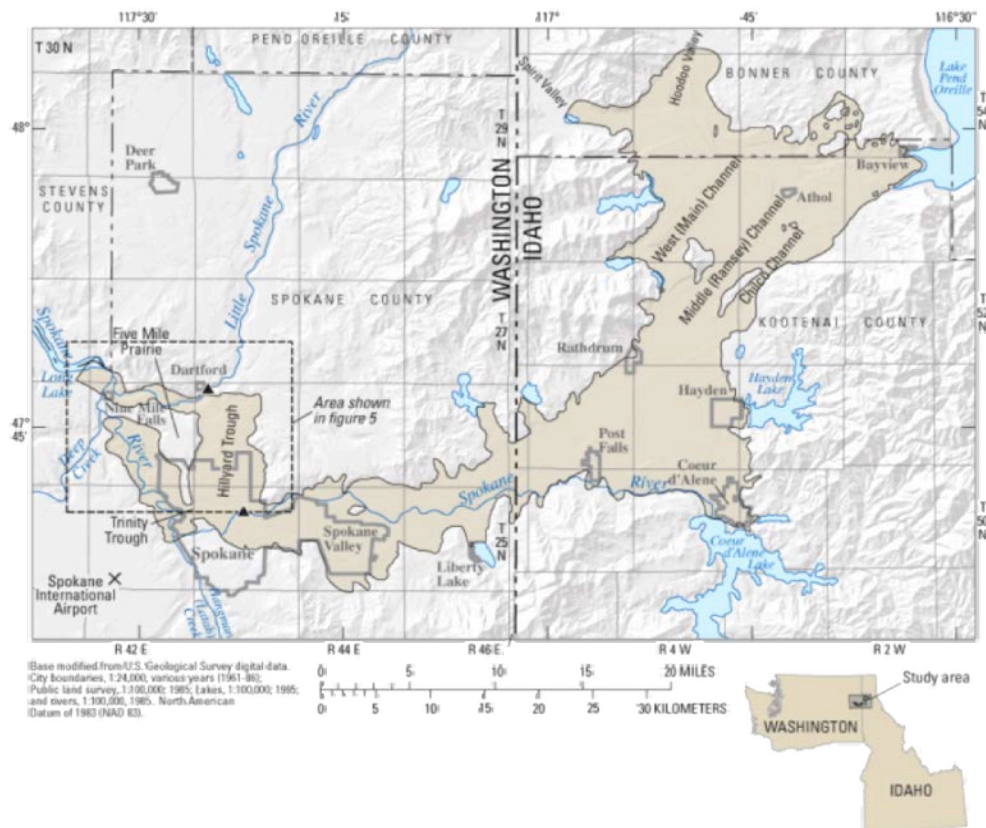 117°30'
15'
117°
45'
116°30'
T 30 N
PEND OREILLE COUNTY
Spirit Valley
Hoodoo Valley
BONNER COUNTY
Lake
Pend
Oreille
T
54
N
48°
River
T
29
N
Deer
Park
Bayview
STEVENS
COUNTY
WASHINGTON
IDAHO
West (Main) Channel
Athol
Middle (Ramsey) Channel
Chilco Channel
Spokane
Little
SPOKANE COUNTY
T
27
N
KOOTENAI COUNTY
T
52
N
Spokane
Five Mile
Prairie
Long
Lake
Dartford
Rathdrum
Area shown
in figure 5
Hayden
Hayden
Lake
Nine Mile
Falls
47°
45'
Deep
Creek
River
Hillyard Trough
Post
Falls
Coeur
d'Alene
Spokane
River
T
50
N
Trinity
Trough
Spokane
Spokane
Valley
T
25
N
Liberty
Lake
Coeur
d'Alene
Lake
Spokane
International
Airport
Hangman
(Latah)
Creek
R 42 E
R 44 E
R 46 E
R 4 W
R 2 W
Base modified from U.S. Geological Survey digital data.
City boundaries, 1:24,000, various years (1961-86);
Public land survey, 1:100,000; 1985; Lakes, 1:100,000; 1985;
and rivers, 1:100,000, 1985. North American
Datum of 1983 (NAD 83).
0 5 10 15 20 MILES
0 5 10 15 20 25 30 KILOMETERS
Study area
WASHINGTON
IDAHO